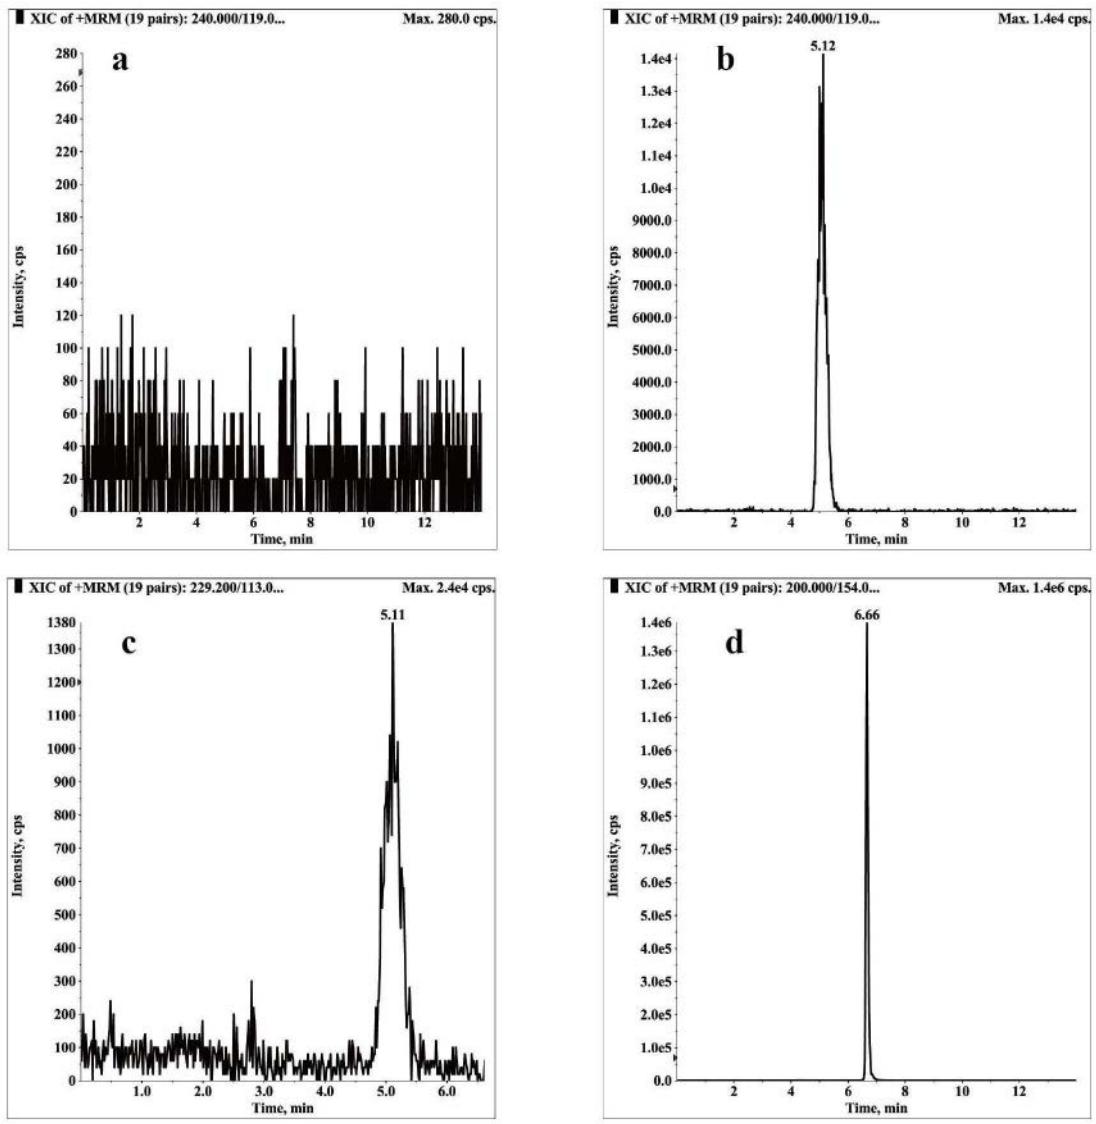 XIC of +MRM (19 pairs): 240.000/119.0... Max. 280.0 cps.
a
280
260
240
220
200
180
160
140
120
100
80
60
40
20
0
Intensity, cps
2 4 6 8 10 12
Time, min
XIC of +MRM (19 pairs): 240.000/119.0... Max. 1.4e4 cps.
b
5.12
1.4e4
1.3e4
1.2e4
1.1e4
1.0e4
9000.0
8000.0
7000.0
6000.0
5000.0
4000.0
3000.0
2000.0
1000.0
0.0
Intensity, cps
2 4 6 8 10 12
Time, min
XIC of +MRM (19 pairs): 229.200/113.0... Max. 2.4e4 cps.
c
5.11
1380
1300
1200
1100
1000
900
800
700
600
500
400
300
200
100
0
Intensity, cps
1.0 2.0 3.0 4.0 5.0 6.0
Time, min
XIC of +MRM (19 pairs): 200.000/154.0... Max. 1.4e6 cps.
d
6.66
1.4e6
1.3e6
1.2e6
1.1e6
1.0e6
9.0e5
8.0e5
7.0e5
6.0e5
5.0e5
4.0e5
3.0e5
2.0e5
1.0e5
0.0
Intensity, cps
2 4 6 8 10 12
Time, min